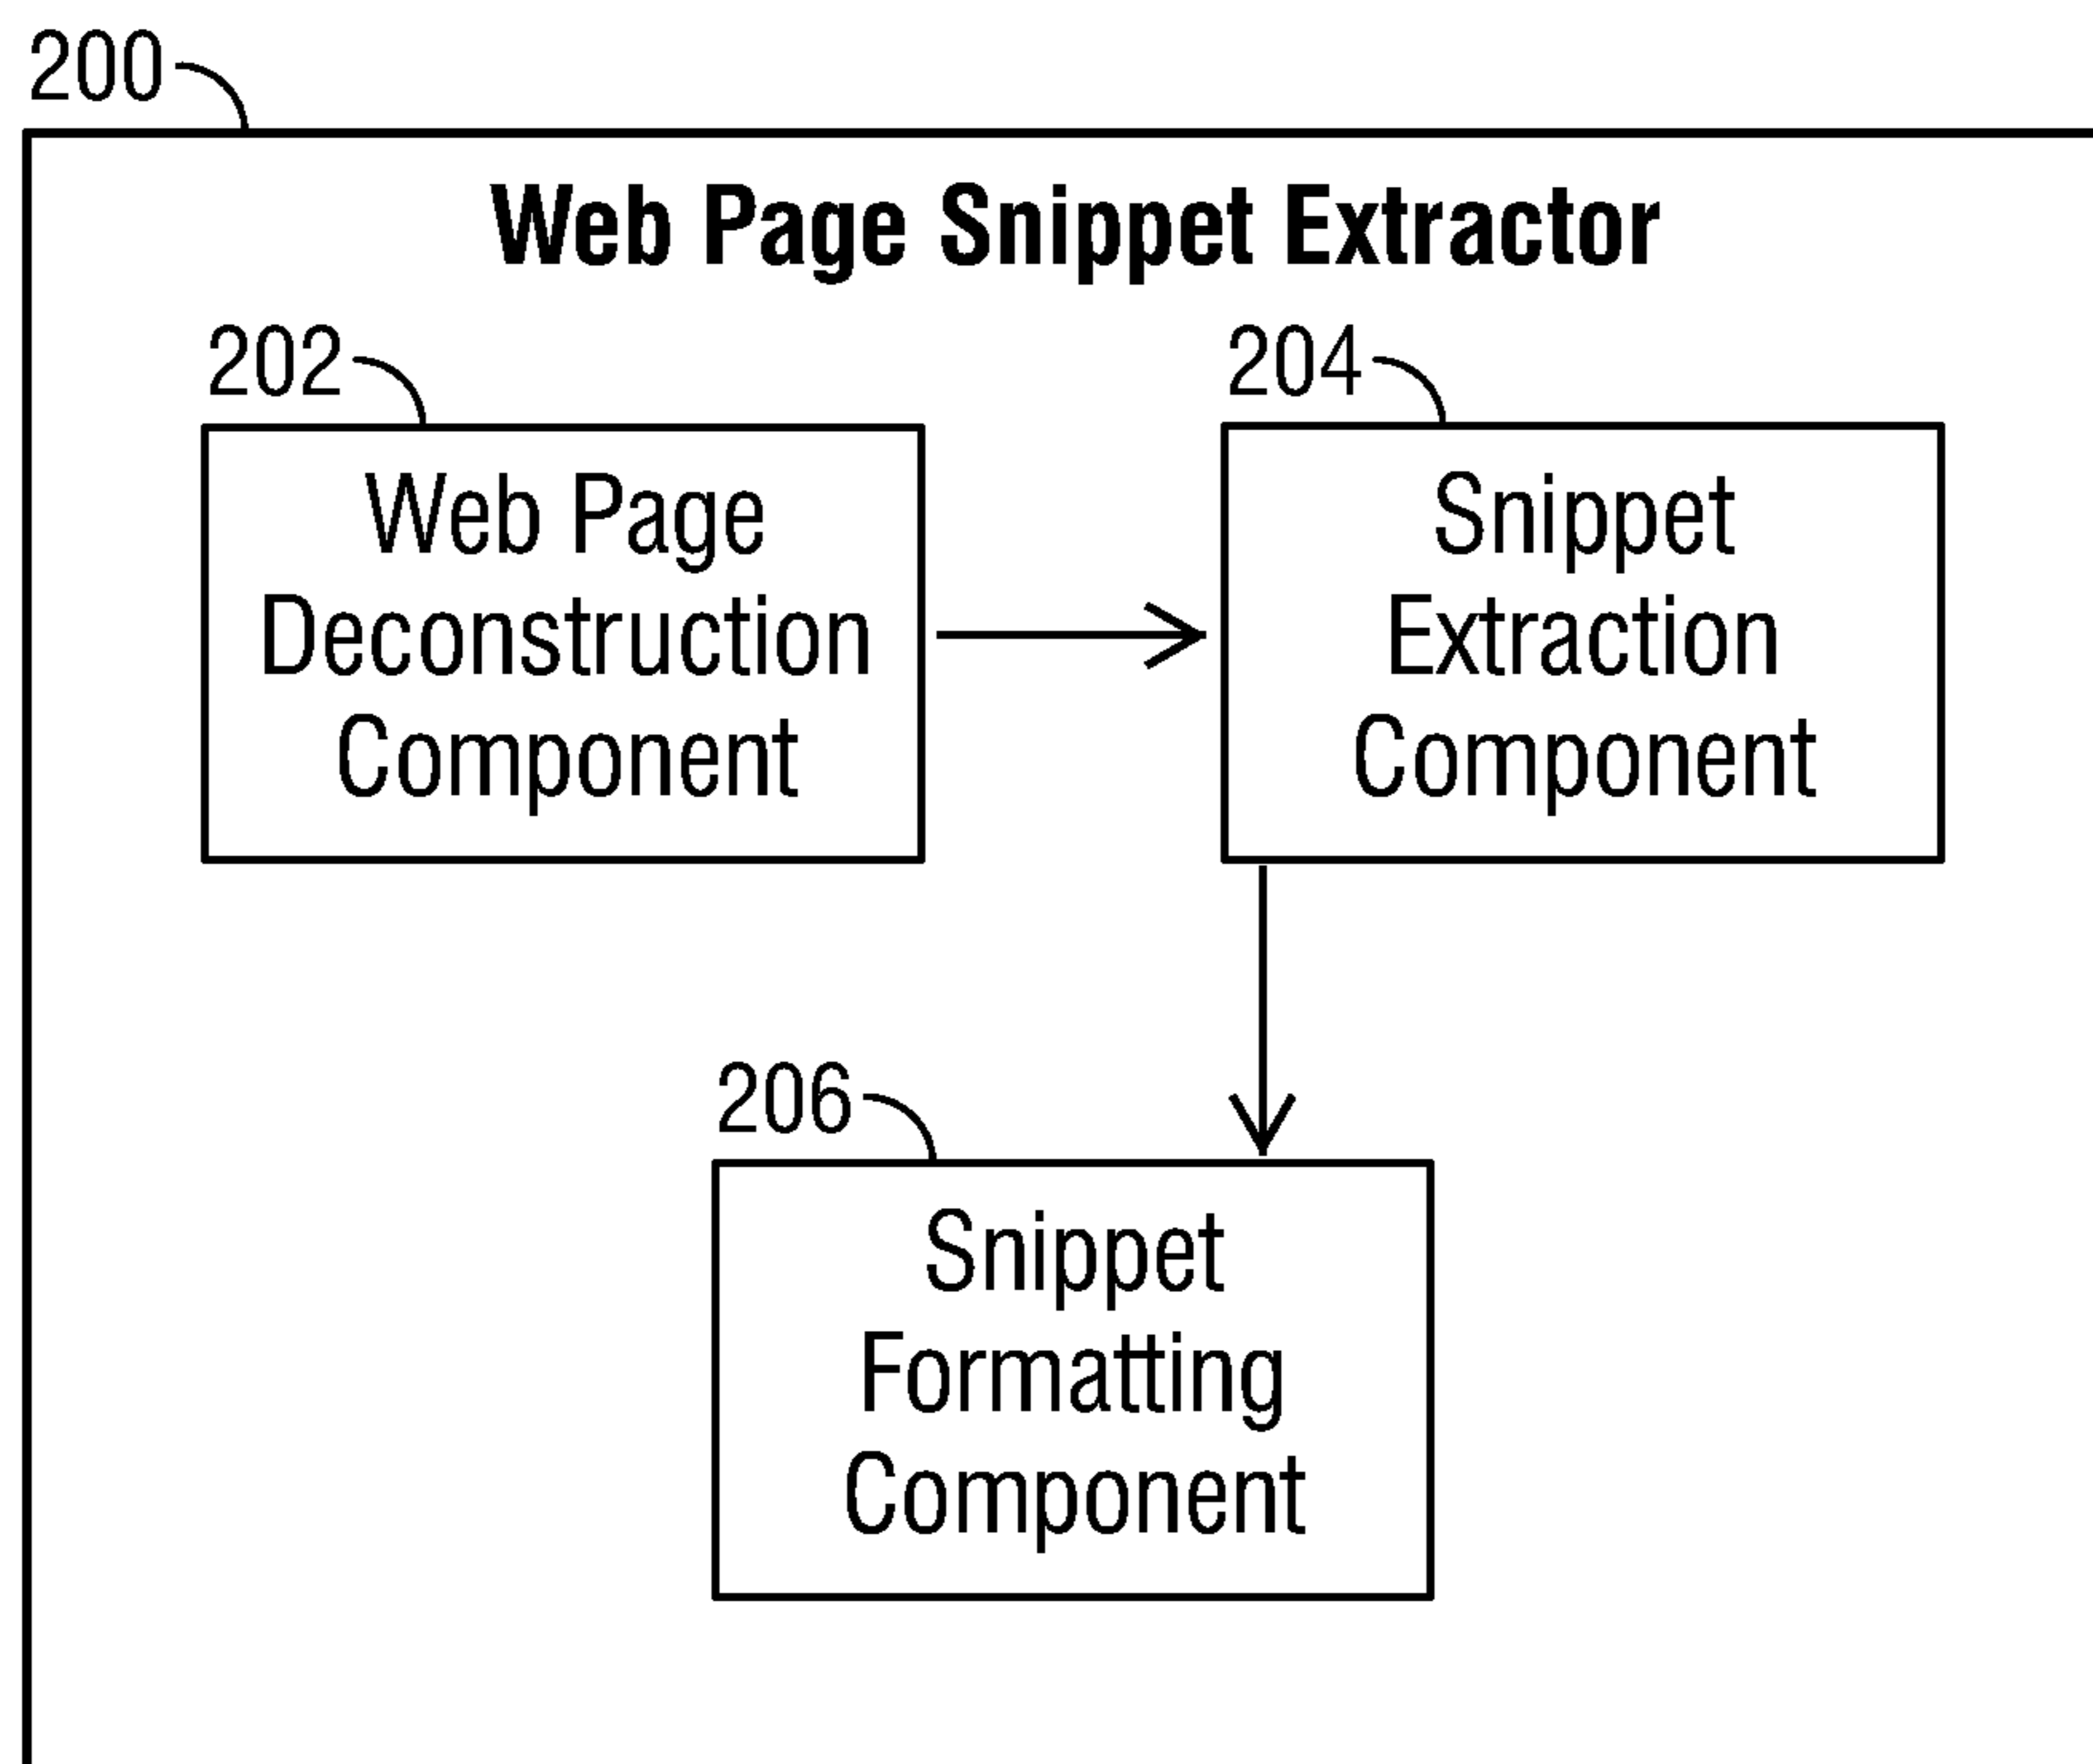 200
Web Page Snippet Extractor
202
Web Page
Deconstruction
Component
204
Snippet
Extraction
Component
206
Snippet
Formatting
Component